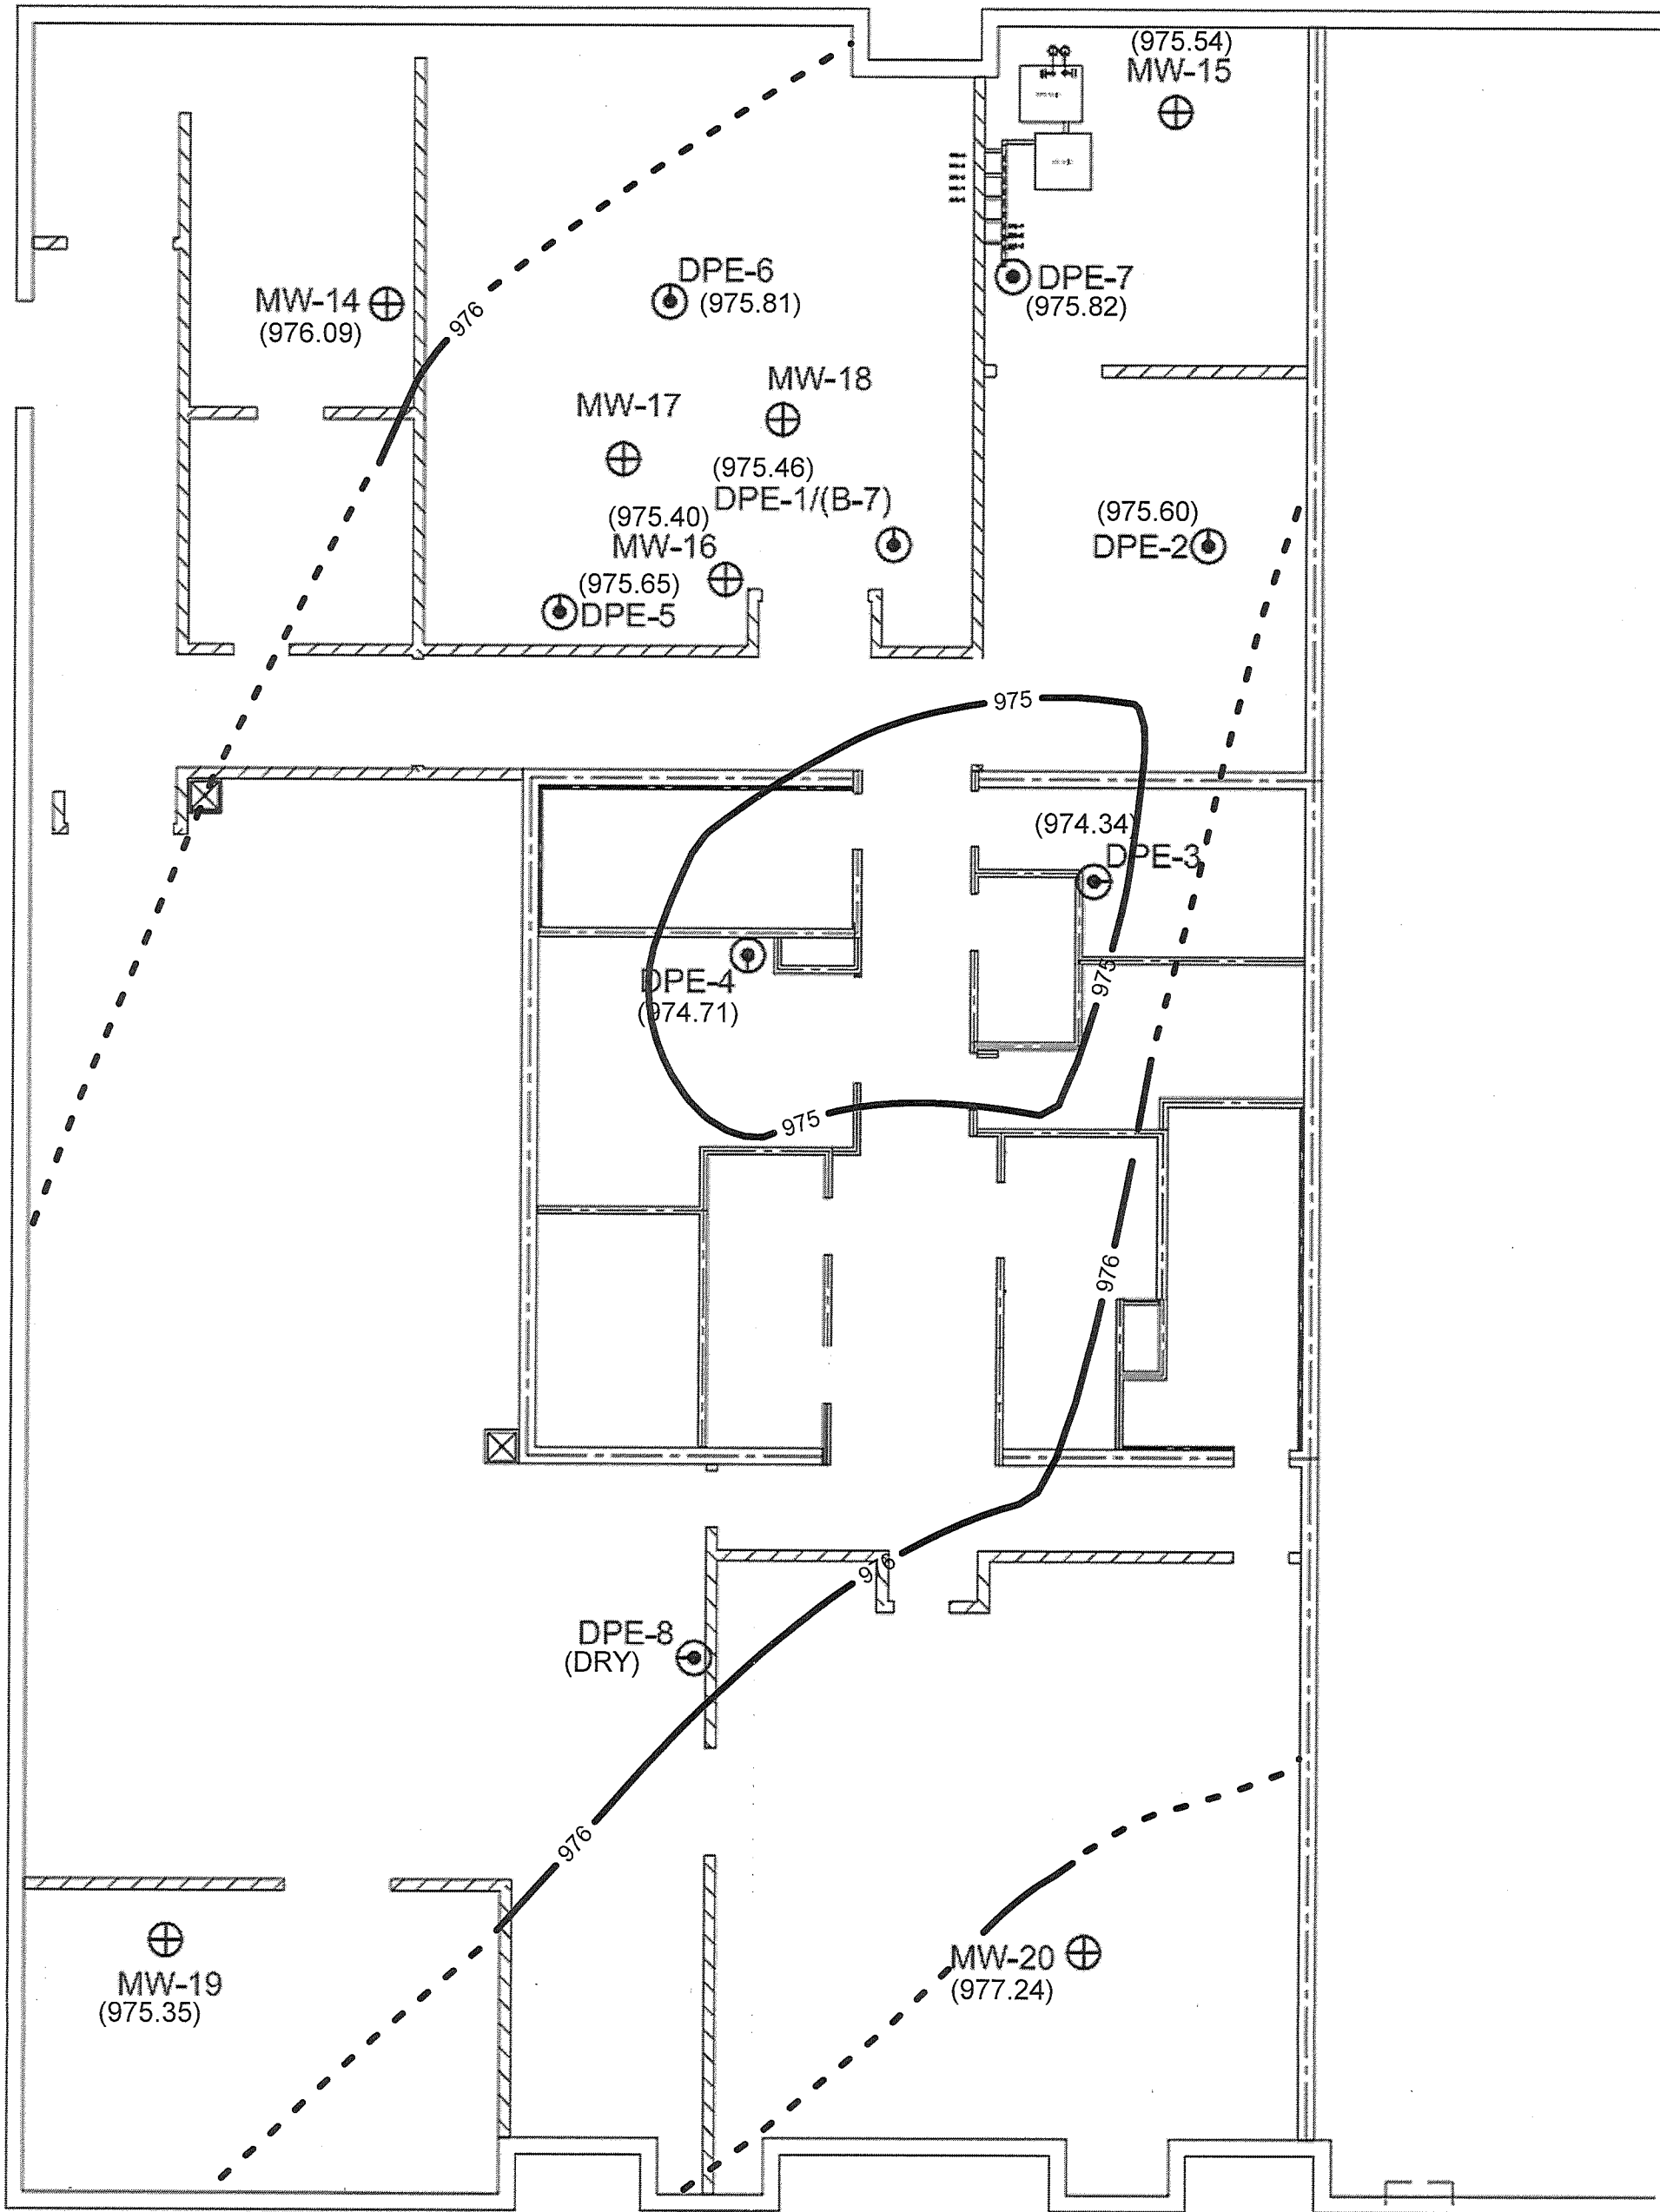 (975.54)
MW-15
DPE-6
(975.81)
DPE-7
(975.82)
MW-14
(976.09)
976
MW-18
MW-17
(975.46)
DPE-1/(B-7)
(975.40)
MW-16
(975.60)
DPE-2
(975.65)
DPE-5
975
(974.34)
DPE-3
DPE-4
(974.71)
975
975
976
976
DPE-8
(DRY)
976
MW-19
(975.35)
MW-20
(977.24)